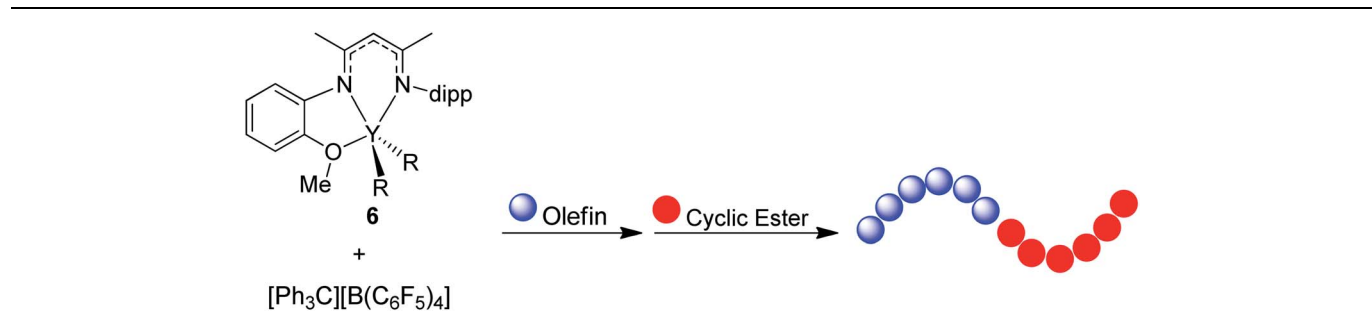 N
N
dipp
Y
O
R
Me
R
6
Olefin
Cyclic Ester
+
[Ph3C][B(C6F5)4]